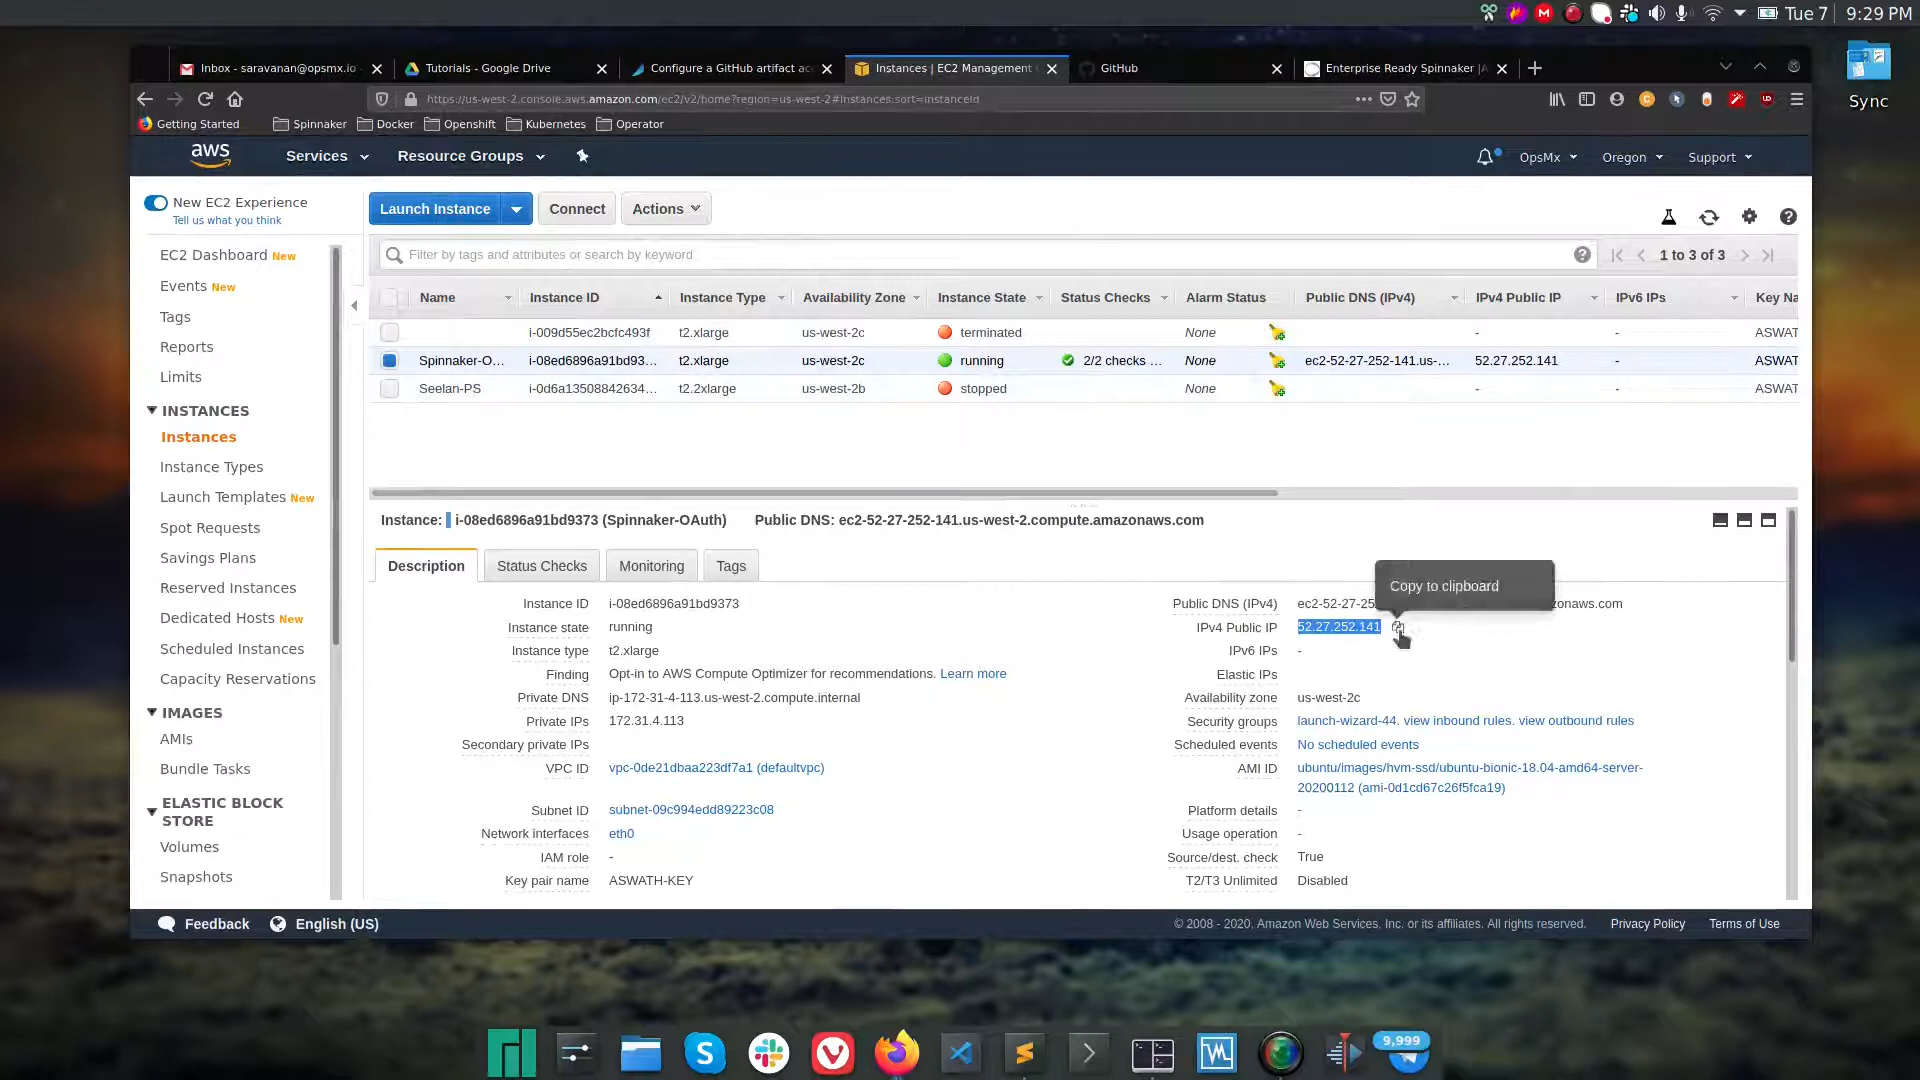 Tue 7 9:29 PM
Sync
Inbox - saravanan@opsmx.io -
Tutorials - Google Drive
Configure a GitHub artifact acc
Instances | EC2 Management
GitHub
Enterprise Ready Spinnaker | A
https://us-west-2.console.aws.amazon.com/ec2/v2/home?region=us-west-2#Instances:sort=instanceId
Getting Started
Spinnaker
Docker
Openshift
Kubernetes
Operator
aws
Services
Resource Groups
OpsMx
Oregon
Support
New EC2 Experience
Tell us what you think
EC2 Dashboard New
Events New
Tags
Reports
Limits
INSTANCES
Instances
Instance Types
Launch Templates New
Spot Requests
Savings Plans
Reserved Instances
Dedicated Hosts New
Scheduled Instances
Capacity Reservations
IMAGES
AMIs
Bundle Tasks
ELASTIC BLOCK
STORE
Volumes
Snapshots
Launch Instance
Connect
Actions
Filter by tags and attributes or search by keyword
1 to 3 of 3
Name Instance ID Instance Type Availability Zone Instance State Status Checks Alarm Status Public DNS (IPv4) IPv4 Public IP IPv6 IPs Key Na
i-009d55ec2bcfc493f t2.xlarge us-west-2c terminated None - - ASWAT
Spinnaker-O... i-08ed6896a91bd93... t2.xlarge us-west-2c running 2/2 checks ... None ec2-52-27-252-141.us-... 52.27.252.141 - ASWAT
Seelan-PS i-0d6a13508842634... t2.2xlarge us-west-2b stopped None - - ASWAT
Instance: i-08ed6896a91bd9373 (Spinnaker-OAuth) Public DNS: ec2-52-27-252-141.us-west-2.compute.amazonaws.com
Description
Status Checks
Monitoring
Tags
Copy to clipboard
Instance ID i-08ed6896a91bd9373
Instance state running
Instance type t2.xlarge
Finding Opt-in to AWS Compute Optimizer for recommendations. Learn more
Private DNS ip-172-31-4-113.us-west-2.compute.internal
Private IPs 172.31.4.113
Secondary private IPs
VPC ID vpc-0de21dbaa223df7a1 (defaultvpc)
Subnet ID subnet-09c994edd89223c08
Network interfaces eth0
IAM role -
Key pair name ASWATH-KEY
Public DNS (IPv4) ec2-52-27-25 zonaws.com
IPv4 Public IP 52.27.252.141
IPv6 IPs -
Elastic IPs
Availability zone us-west-2c
Security groups launch-wizard-44. view inbound rules. view outbound rules
Scheduled events No scheduled events
AMI ID ubuntu/images/hvm-ssd/ubuntu-bionic-18.04-amd64-server-
20200112 (ami-0d1cd67c26f5fca19)
Platform details -
Usage operation -
Source/dest. check True
T2/T3 Unlimited Disabled
Feedback
English (US)
© 2008 - 2020, Amazon Web Services, Inc. or its affiliates. All rights reserved.
Privacy Policy
Terms of Use
9,999